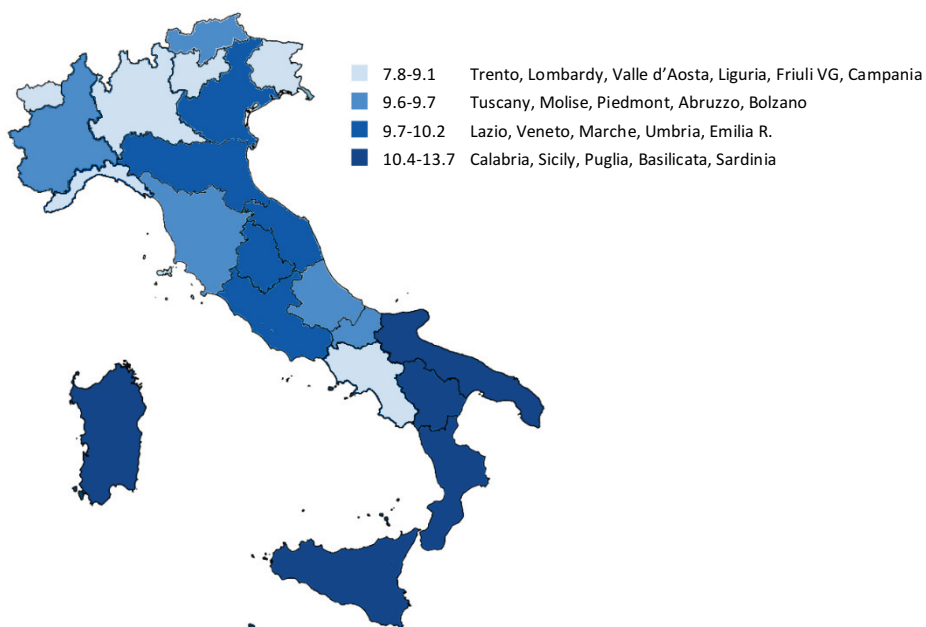 7.8-9.1 Trento, Lombardy, Valle d’Aosta, Liguria, Friuli VG, Campania
9.6-9.7 Tuscany, Molise, Piedmont, Abruzzo, Bolzano
9.7-10.2 Lazio, Veneto, Marche, Umbria, Emilia R.
10.4-13.7 Calabria, Sicily, Puglia, Basilicata, Sardinia